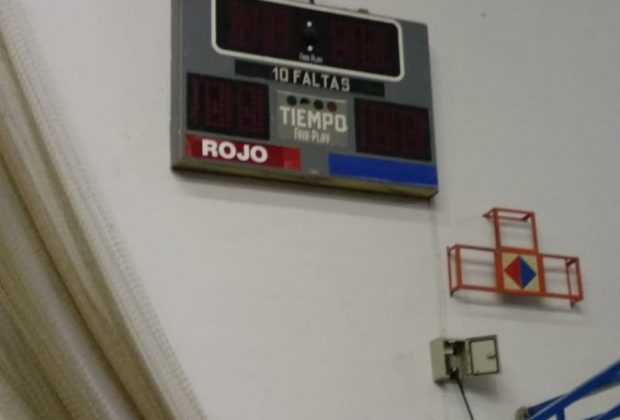 FAIR PLAY
10 FALTAS
TIEMPO
FAIR PLAY
ROJO